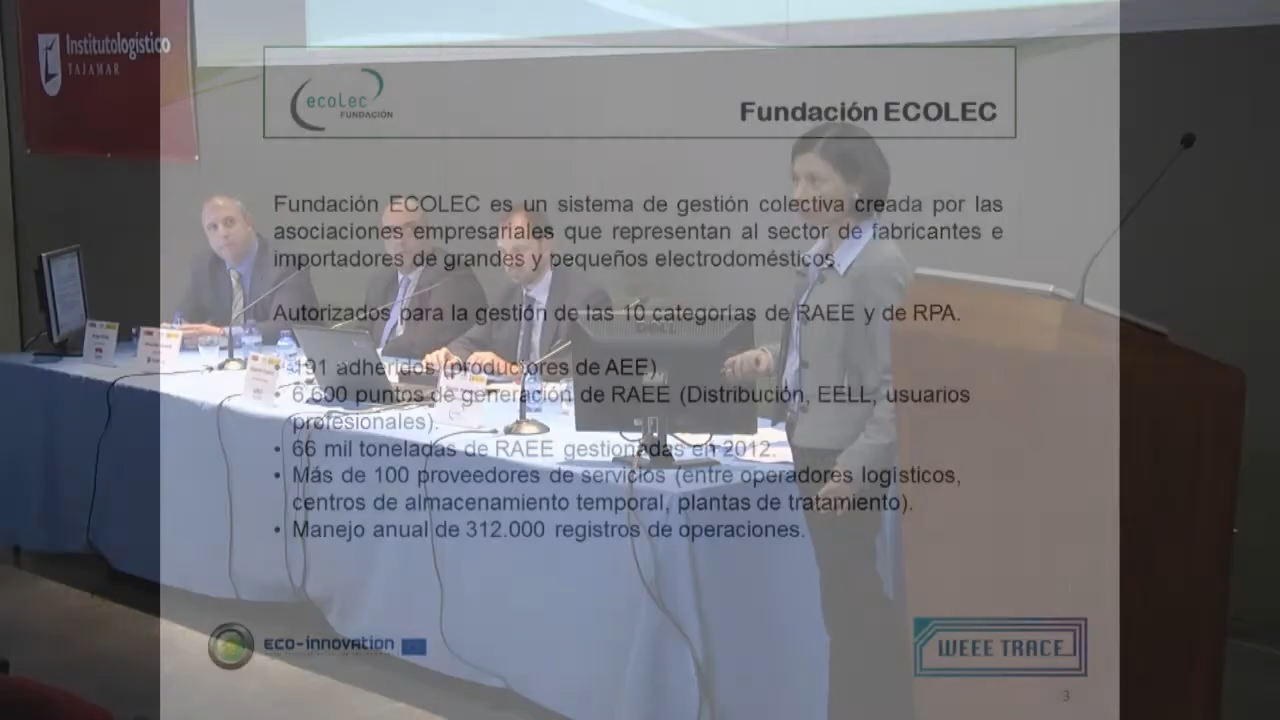 Institutologístico
TAJAMAR
ecolec
FUNDACIÓN
Fundación ECOLEC
Fundación ECOLEC es un sistema de gestión colectiva creada por las
asociaciones empresariales que representan al sector de fabricantes e
importadores de grandes y pequeños electrodomésticos.
Autorizados para la gestión de las 10 categorías de RAEE y de RPA.
• 191 adheridos (productores de AEE)
• 6.600 puntos de generación de RAEE (Distribución, EELL, usuarios
profesionales).
• 66 mil toneladas de RAEE gestionadas en 2012.
• Más de 100 proveedores de servicios (entre operadores logísticos,
centros de almacenamiento temporal, plantas de tratamiento).
• Manejo anual de 312.000 registros de operaciones.
DELL
eco-innovation
WEEE TRACE
3